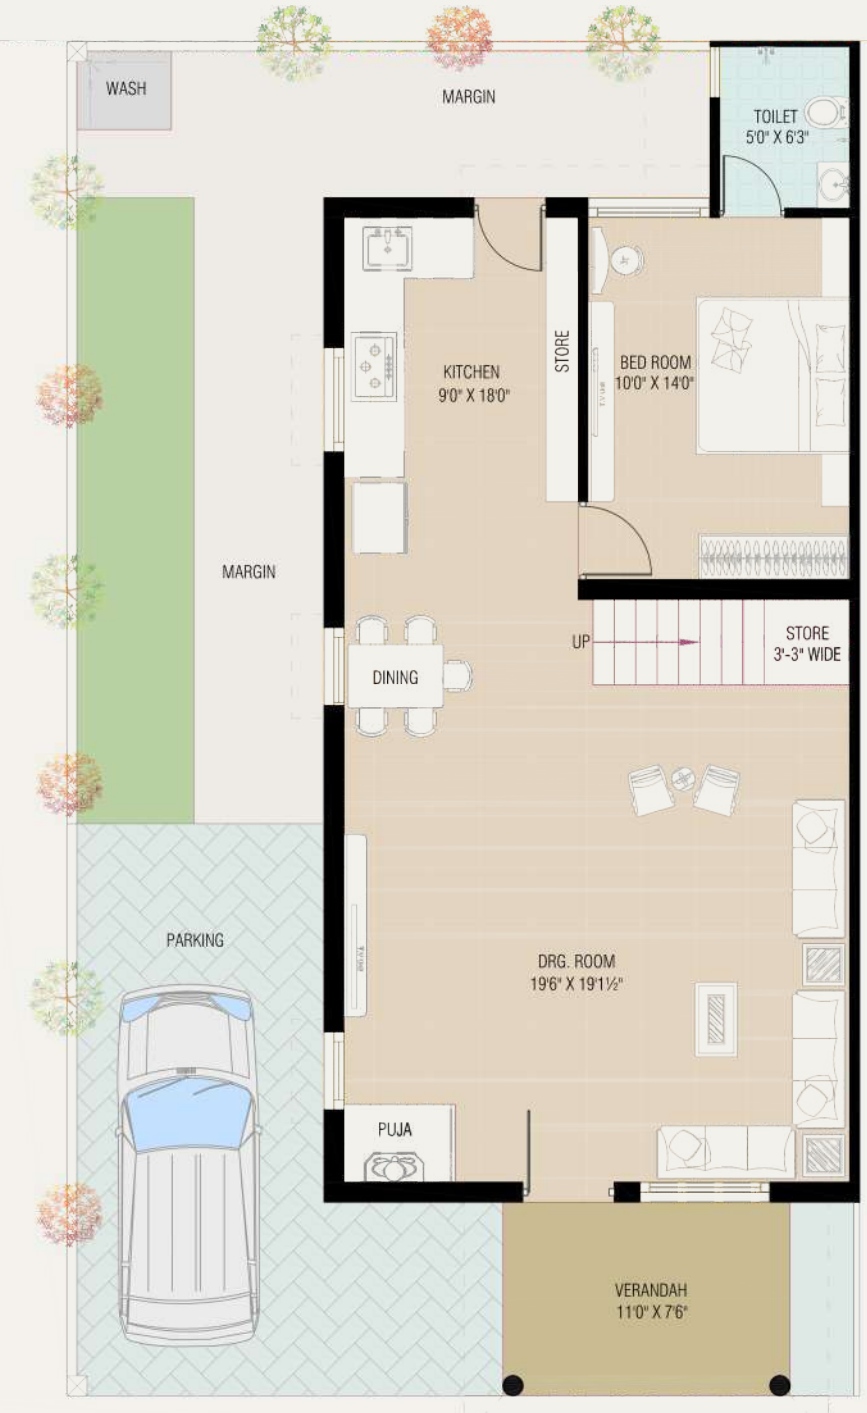 WASH
MARGIN
TOILET
5'0" X 6'3"
KITCHEN
9'0" X 18'0"
STORE
BED ROOM
10'0" X 14'0"
MARGIN
UP
STORE
3'-3" WIDE
DINING
PARKING
DRG. ROOM
19'6" X 19'1½"
PUJA
VERANDAH
11'0" X 7'6"